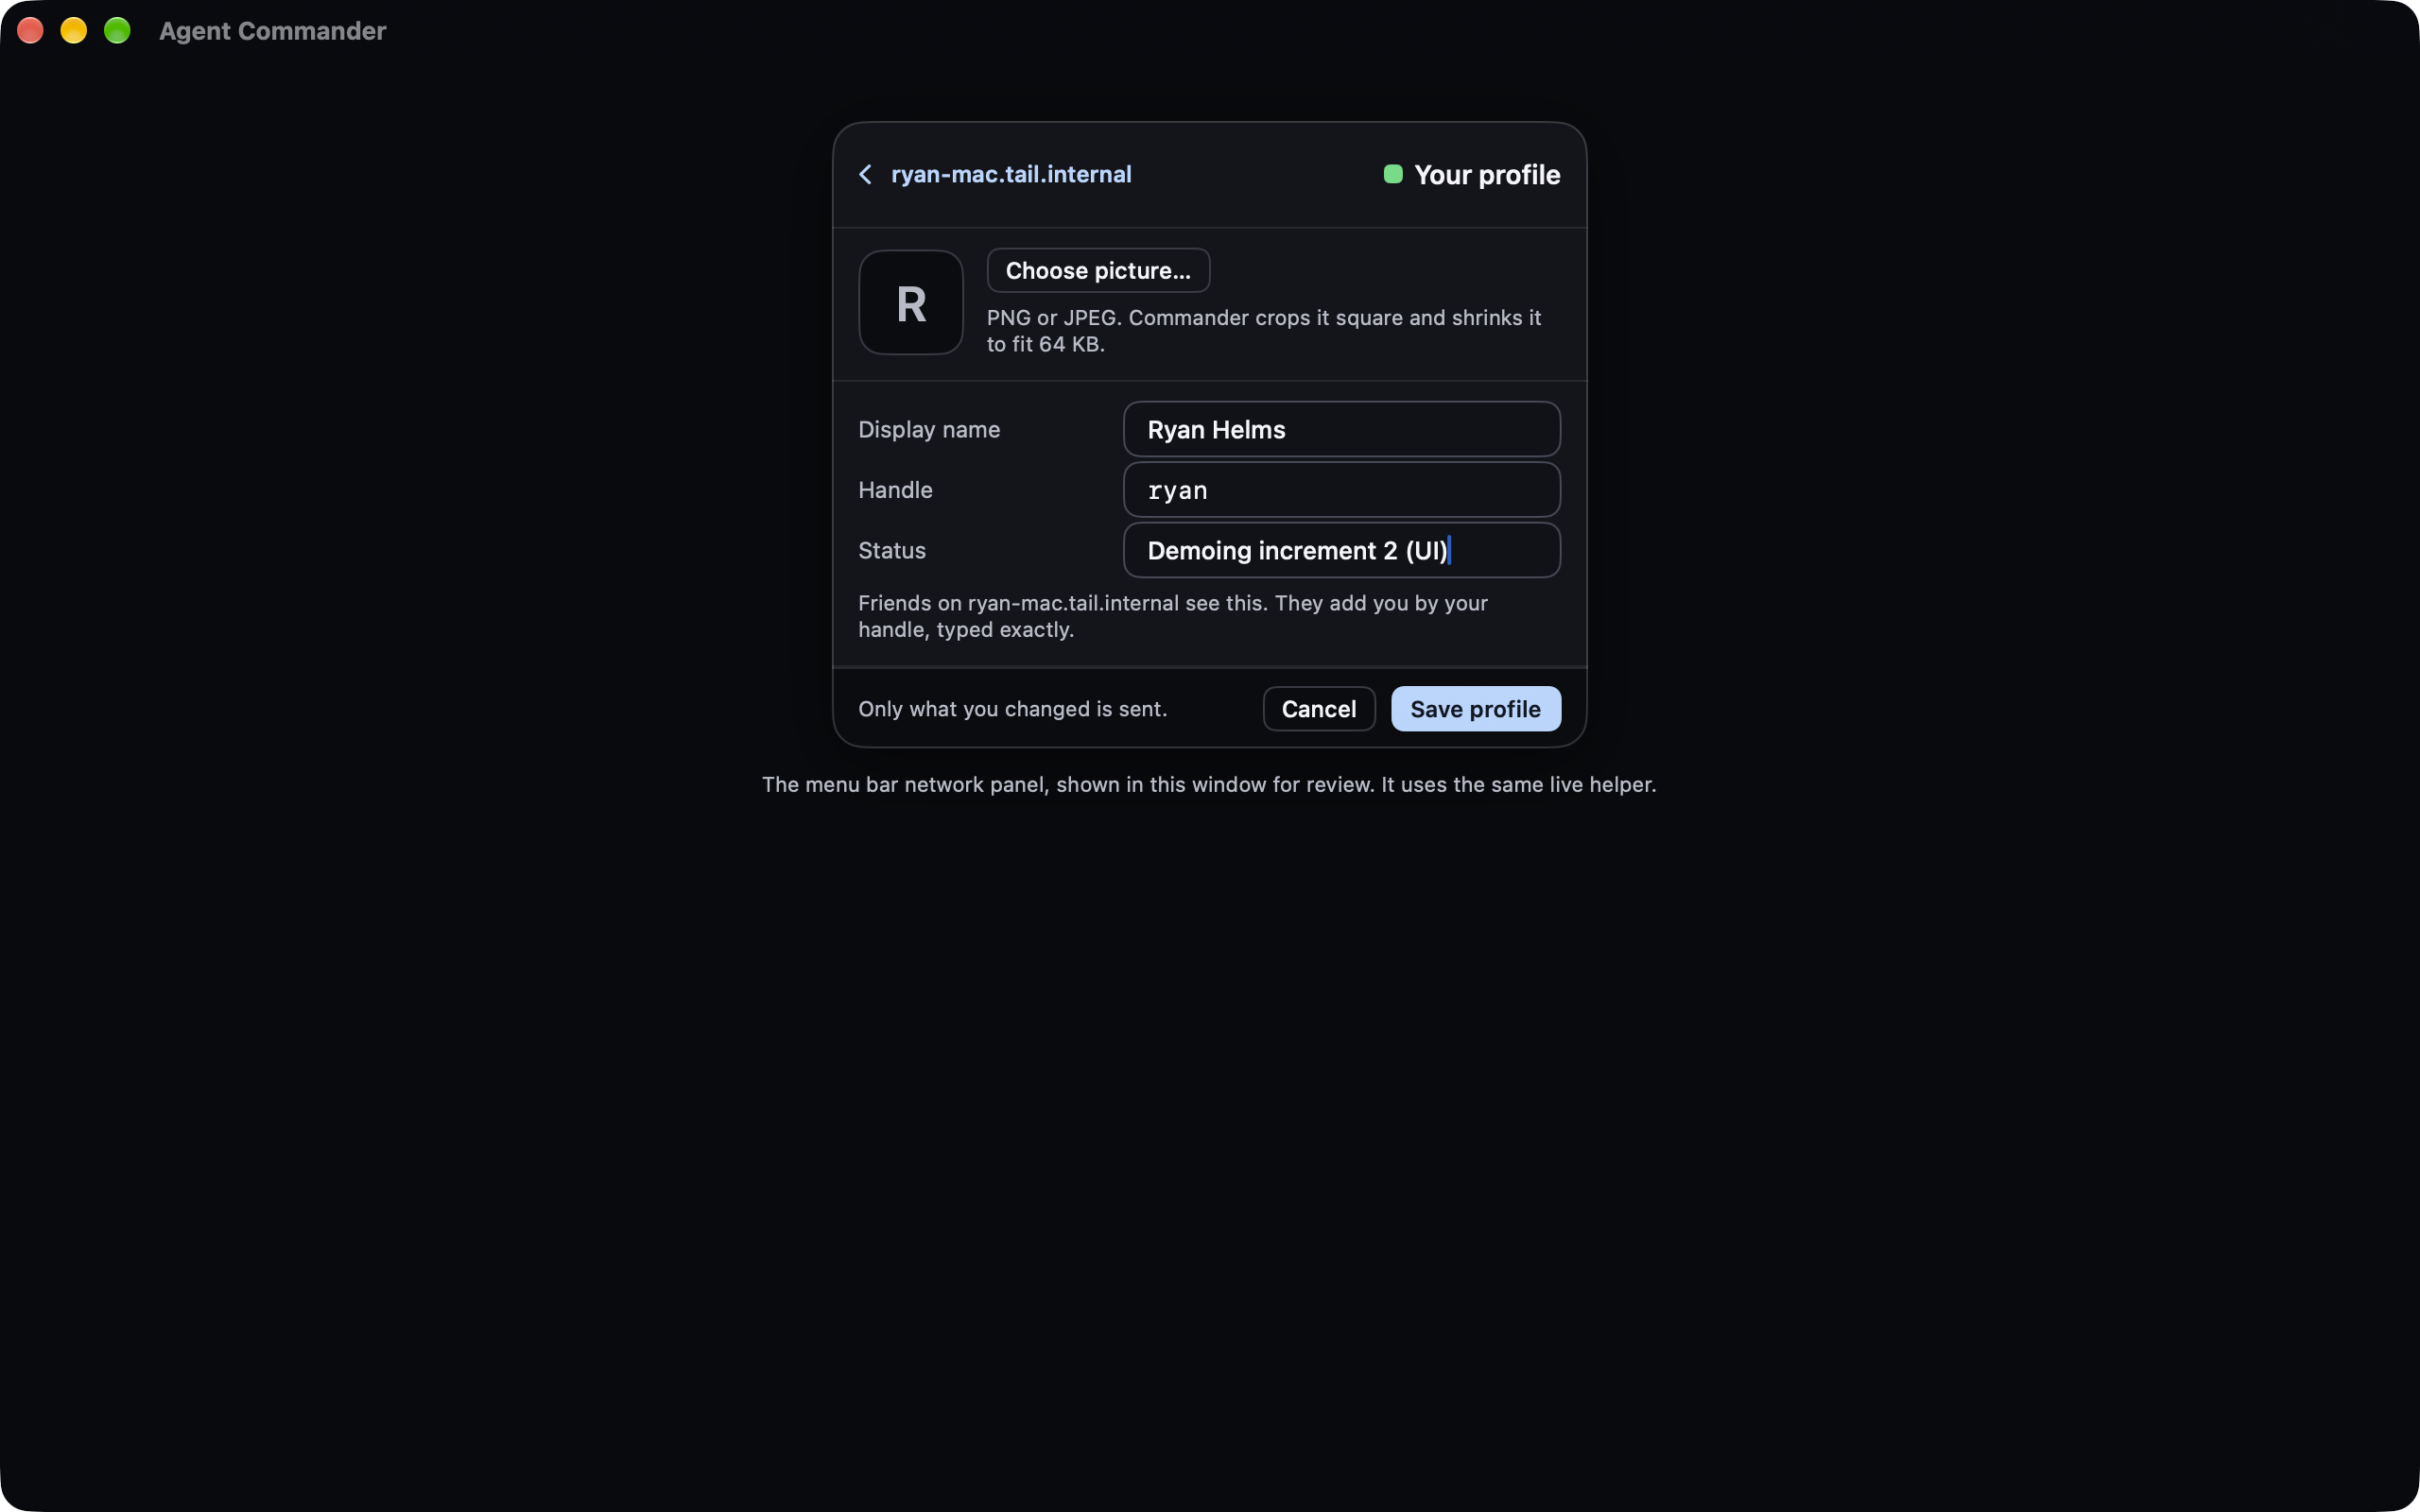 Agent Commander
ryan-mac.tail.internal
Your profile
R
Choose picture...
PNG or JPEG. Commander crops it square and shrinks it
to fit 64 KB.
Display name
Ryan Helms
Handle
ryan
Status
Demoing increment 2 (UI)
Friends on ryan-mac.tail.internal see this. They add you by your
handle, typed exactly.
Only what you changed is sent.
Cancel
Save profile
The menu bar network panel, shown in this window for review. It uses the same live helper.